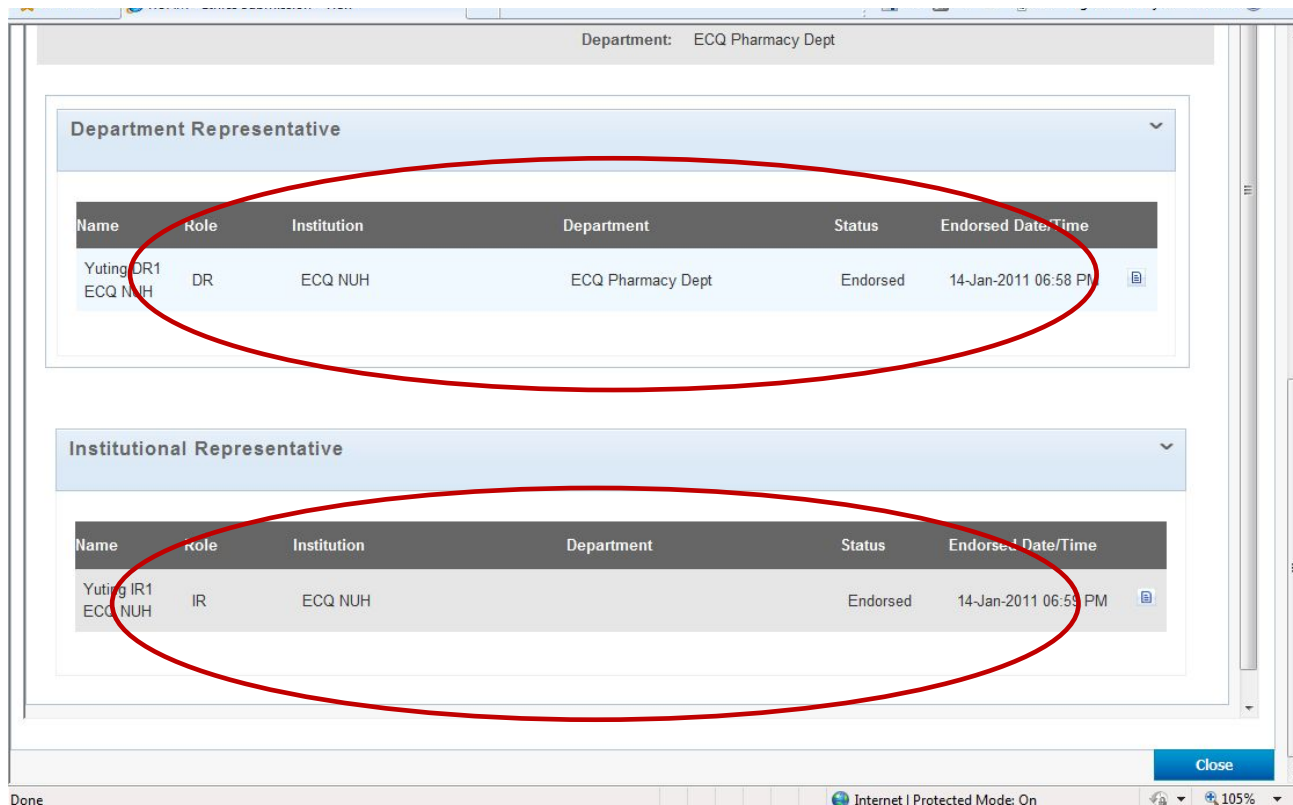 Department: ECQ Pharmacy Dept
Department Representative
Name Role Institution Department Status Endorsed Date/Time
Yuting DR1 ECQ NUH DR ECQ NUH ECQ Pharmacy Dept Endorsed 14-Jan-2011 06:58 PM
Institutional Representative
Name Role Institution Department Status Endorsed Date/Time
Yuting IR1 ECQ NUH IR ECQ NUH Endorsed 14-Jan-2011 06:59 PM
Close
Done Internet | Protected Mode: On 105%